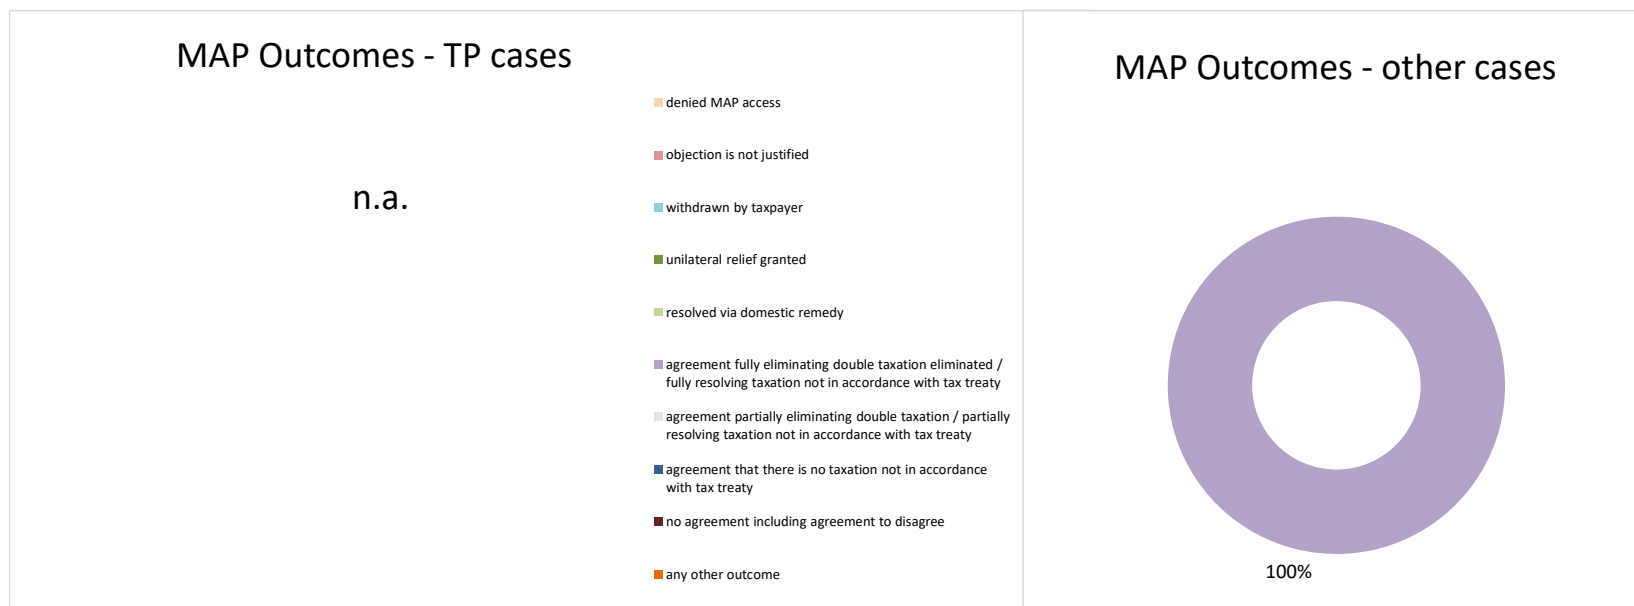 MAP Outcomes - TP cases
n.a.
denied MAP access
objection is not justified
withdrawn by taxpayer
unilateral relief granted
resolved via domestic remedy
agreement fully eliminating double taxation eliminated /
fully resolving taxation not in accordance with tax treaty
agreement partially eliminating double taxation / partially
resolving taxation not in accordance with tax treaty
agreement that there is no taxation not in accordance
with tax treaty
no agreement including agreement to disagree
any other outcome
MAP Outcomes - other cases
100%